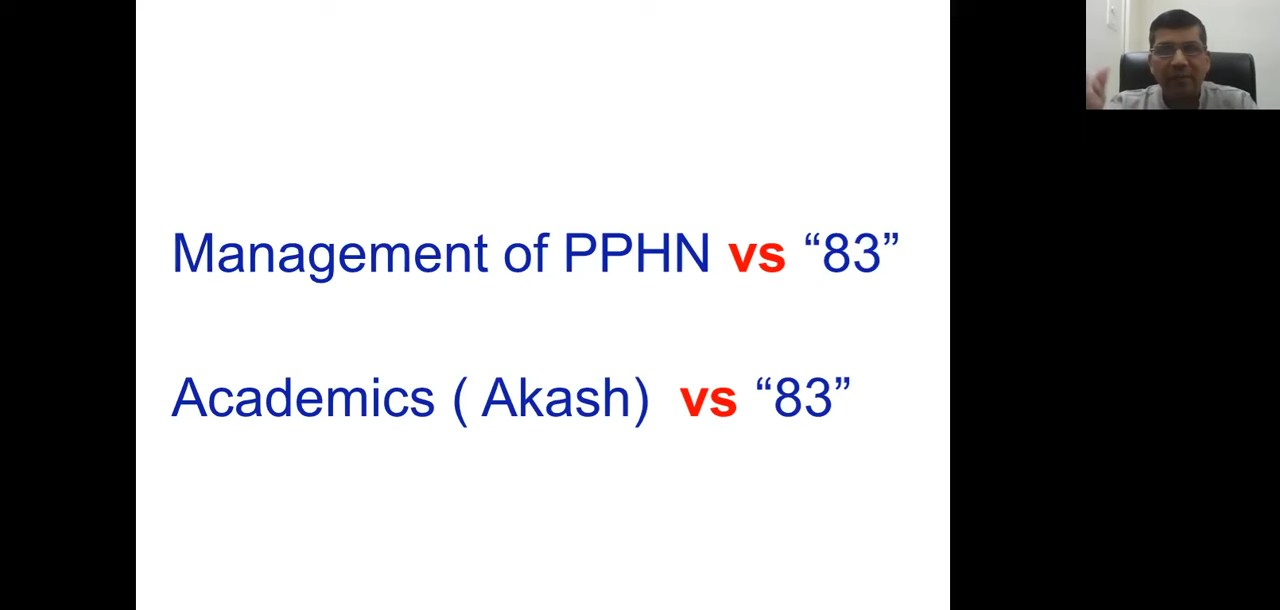 Management of PPHN vs “83”
Academics ( Akash) vs “83”